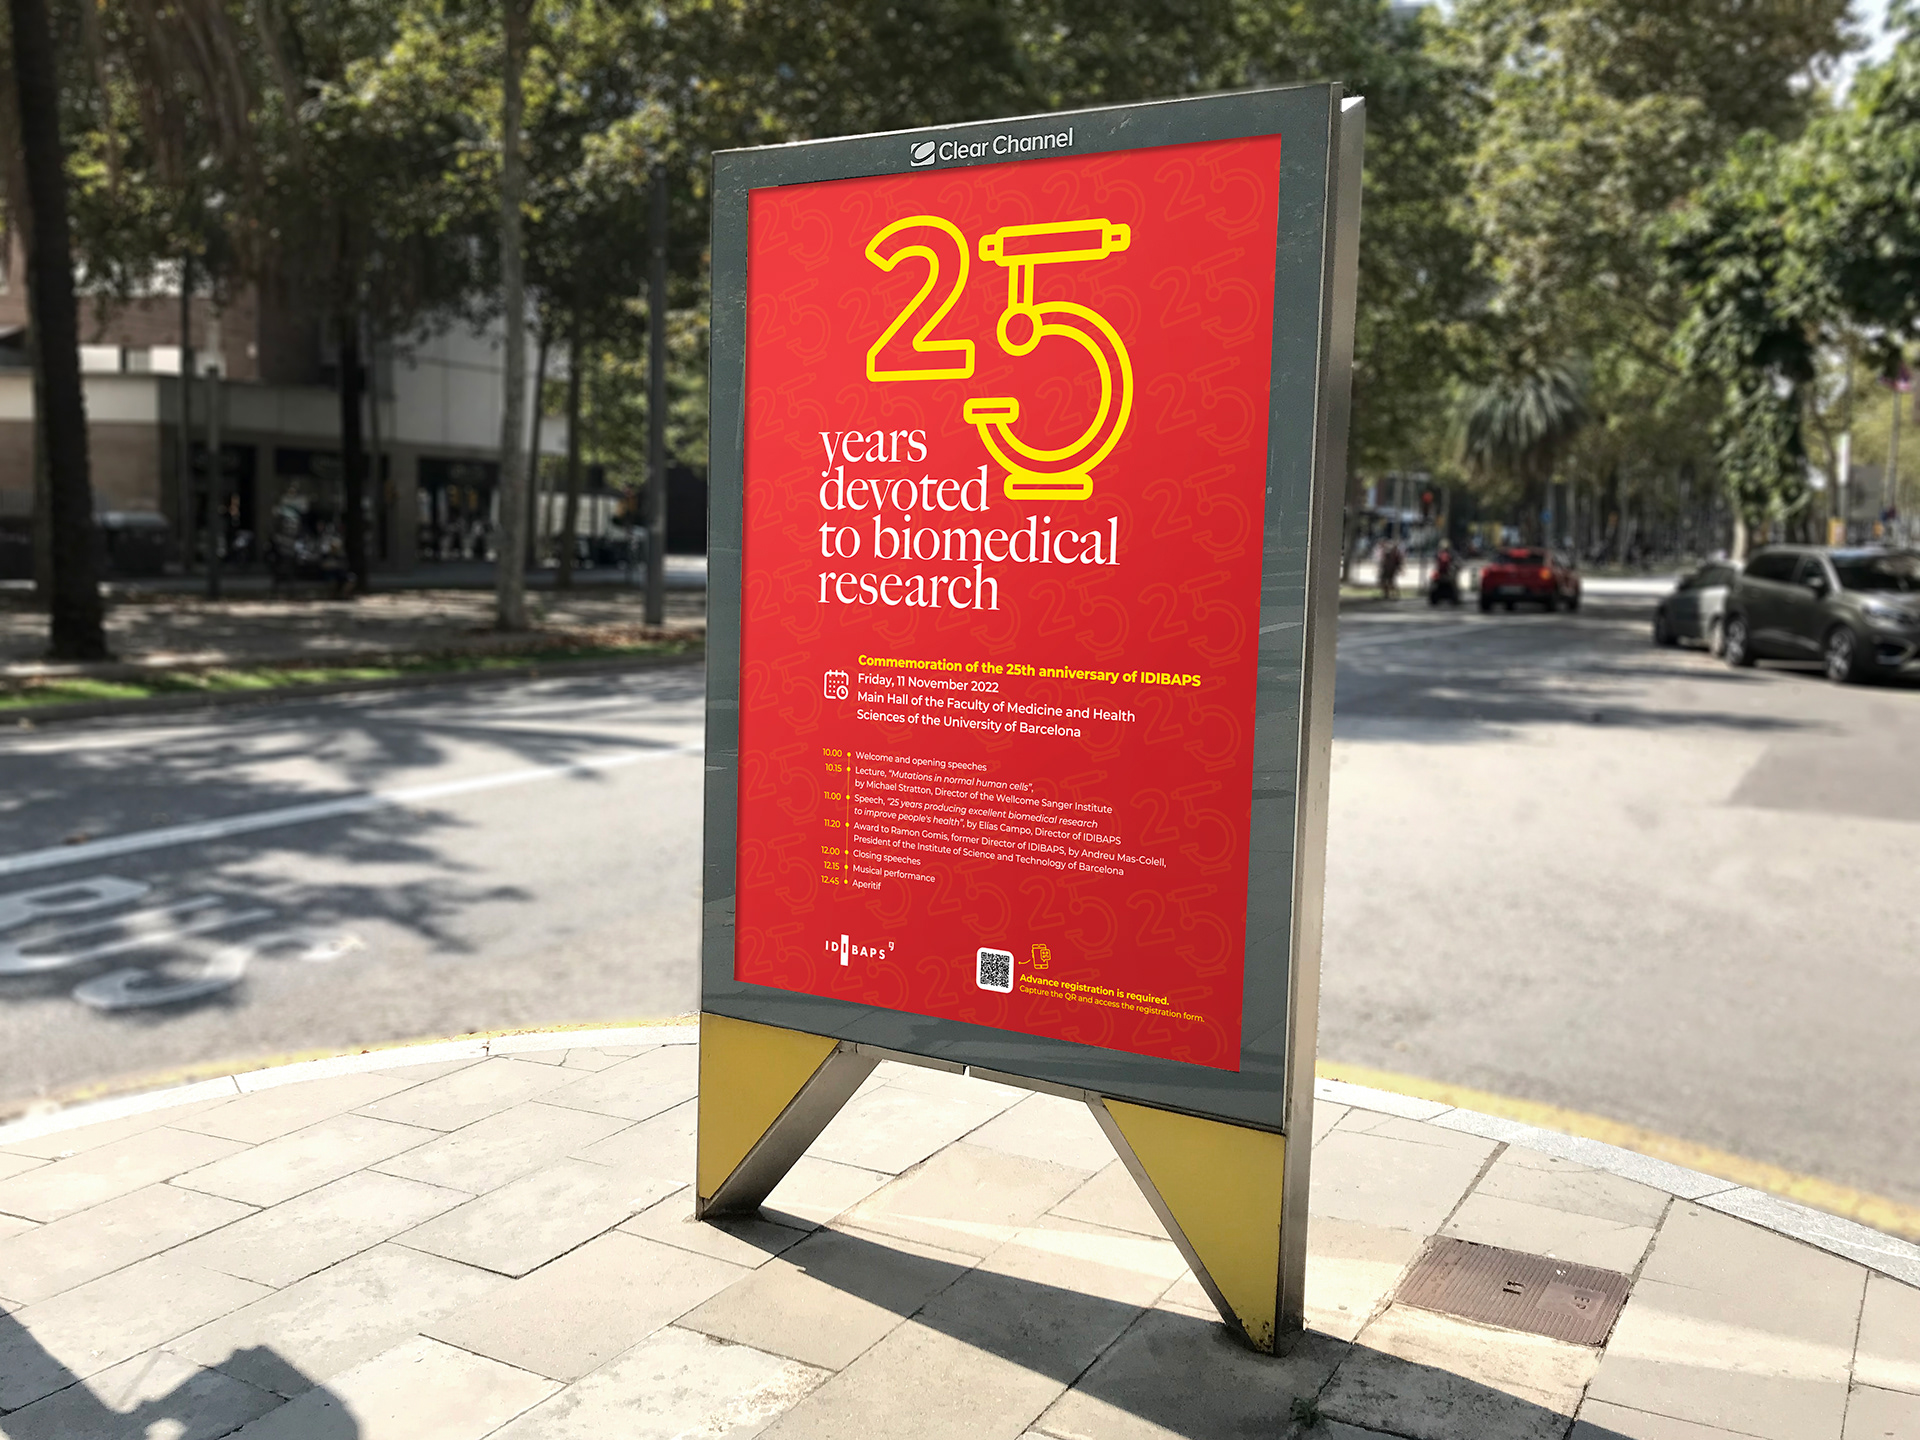 Clear Channel
25
years
devoted
to biomedical
research
Commemoration of the 25th anniversary of IDIBAPS
Friday, 11 November 2022
Main Hall of the Faculty of Medicine and Health
Sciences of the University of Barcelona
10.00 Welcome and opening speeches
10.15 Lecture, “Mutations in normal human cells”,
by Michael Stratton, Director of the Wellcome Sanger Institute
11.00 Speech, “25 years producing excellent biomedical research
to improve people's health”, by Elías Campo, Director of IDIBAPS
11.20 Award to Ramon Gomis, former Director of IDIBAPS, by Andreu Mas-Colell,
President of the Institute of Science and Technology of Barcelona
12.00 Closing speeches
12.15 Musical performance
12.45 Aperitif
IDIBAPS
Advance registration is required.
Capture the QR and access the registration form.